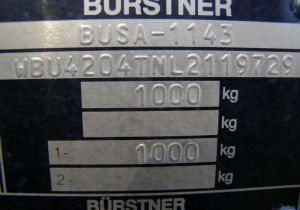 BÜRSTNER
BUSA-1143
WBU4204TNL2119729
1000 kg
kg
1- 1000 kg
2- kg
BÜRSTNER